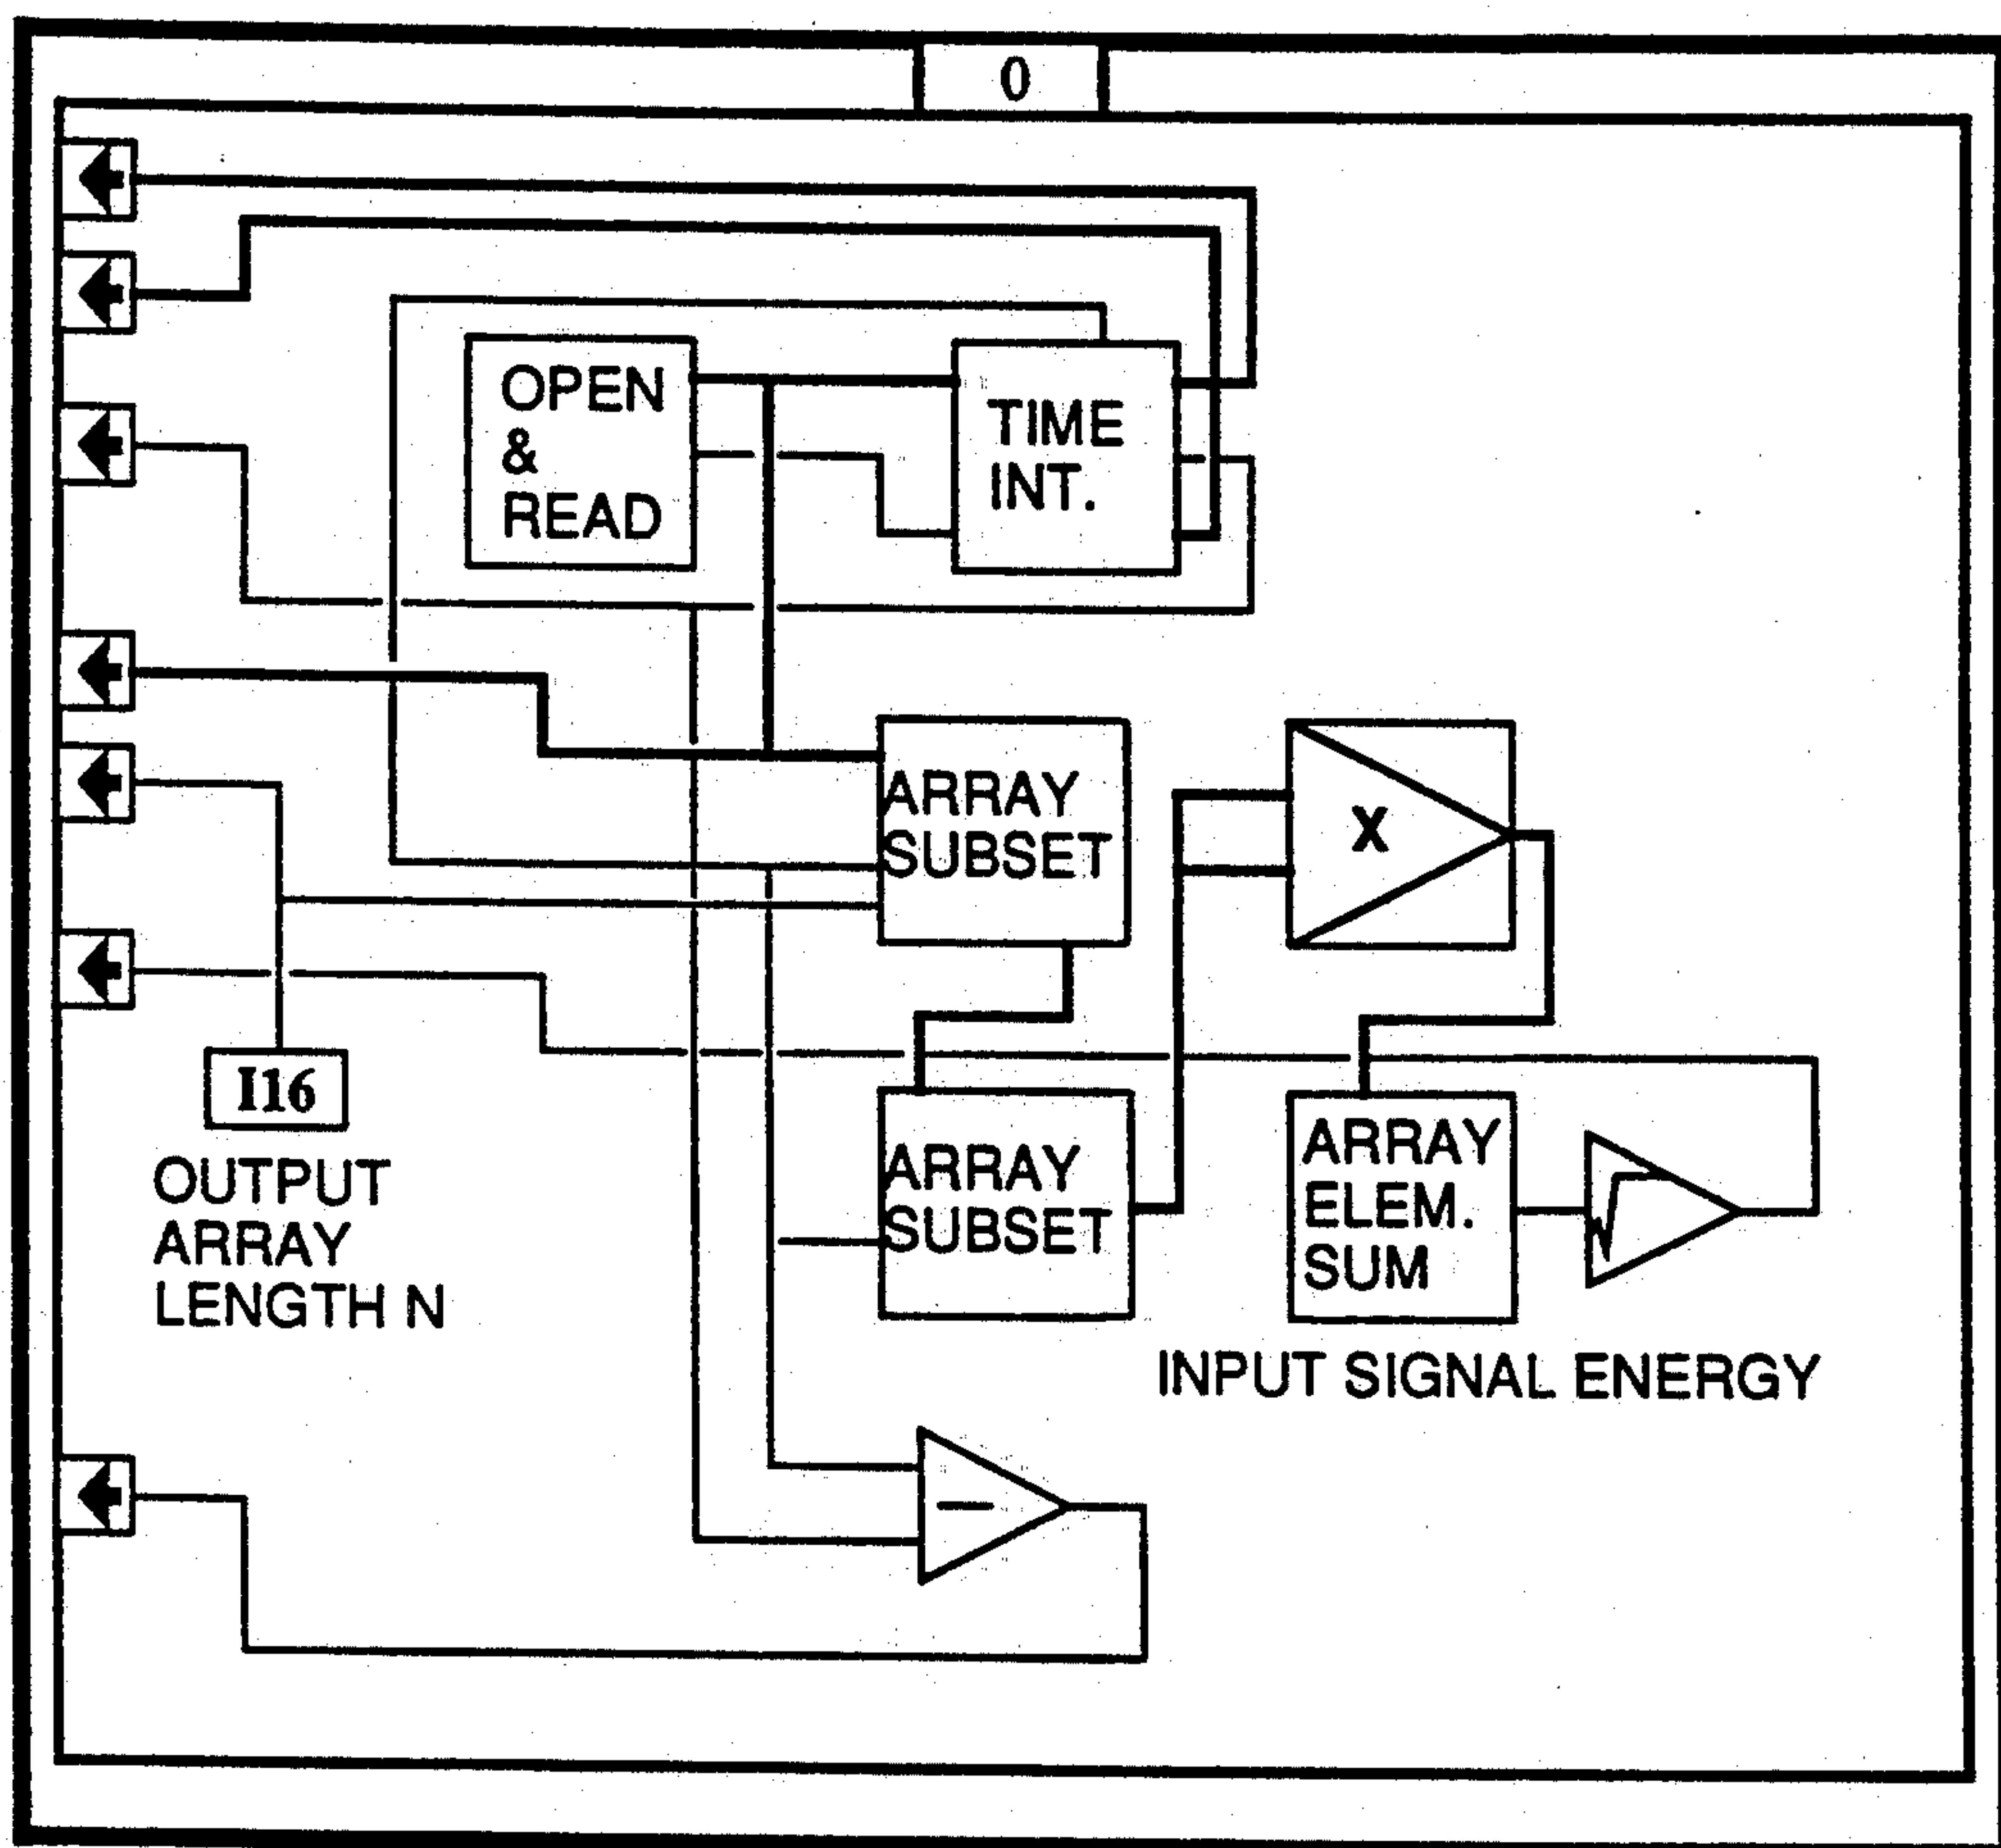 0
OPEN
&
READ
TIME
INT.
ARRAY
SUBSET
X
I16
OUTPUT
ARRAY
LENGTH N
ARRAY
SUBSET
ARRAY
ELEM.
SUM
INPUT SIGNAL ENERGY